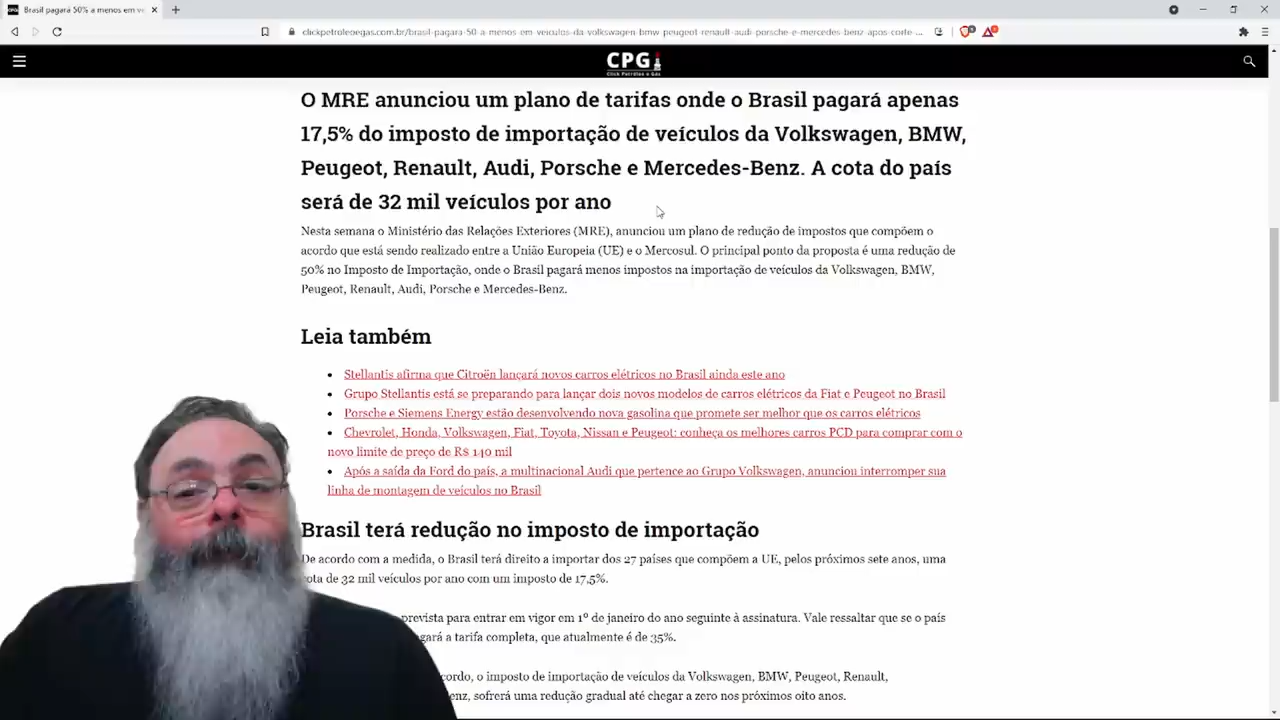 Brasil pagará 50% a menos em ve
clickpetroleoegas.com.br/brasil-pagara-50-a-menos-em-veiculos-da-volkswagen-bmw-peugeot-renault-audi-porsche-e-mercedes-benz-apos-corte-...
CPG
Click Petróleo e Gás
O MRE anunciou um plano de tarifas onde o Brasil pagará apenas
17,5% do imposto de importação de veículos da Volkswagen, BMW,
Peugeot, Renault, Audi, Porsche e Mercedes-Benz. A cota do país
será de 32 mil veículos por ano
Nesta semana o Ministério das Relações Exteriores (MRE), anunciou um plano de redução de impostos que compõem o
acordo que está sendo realizado entre a União Europeia (UE) e o Mercosul. O principal ponto da proposta é uma redução de
50% no Imposto de Importação, onde o Brasil pagará menos impostos na importação de veículos da Volkswagen, BMW,
Peugeot, Renault, Audi, Porsche e Mercedes-Benz.
Leia também
Stellantis afirma que Citroën lançará novos carros elétricos no Brasil ainda este ano
Grupo Stellantis está se preparando para lançar dois novos modelos de carros elétricos da Fiat e Peugeot no Brasil
Porsche e Siemens Energy estão desenvolvendo nova gasolina que promete ser melhor que os carros elétricos
Chevrolet, Honda, Volkswagen, Fiat, Toyota, Nissan e Peugeot: conheça os melhores carros PCD para comprar com o
novo limite de preço de R$ 140 mil
Após a saída da Ford do país, a multinacional Audi que pertence ao Grupo Volkswagen, anunciou interromper sua
linha de montagem de veículos no Brasil
Brasil terá redução no imposto de importação
De acordo com a medida, o Brasil terá direito a importar dos 27 países que compõem a UE, pelos próximos sete anos, uma
cota de 32 mil veículos por ano com um imposto de 17,5%.
prevista para entrar em vigor em 1º de janeiro do ano seguinte à assinatura. Vale ressaltar que se o país
gará a tarifa completa, que atualmente é de 35%.
cordo, o imposto de importação de veículos da Volkswagen, BMW, Peugeot, Renault,
enz, sofrerá uma redução gradual até chegar a zero nos próximos oito anos.